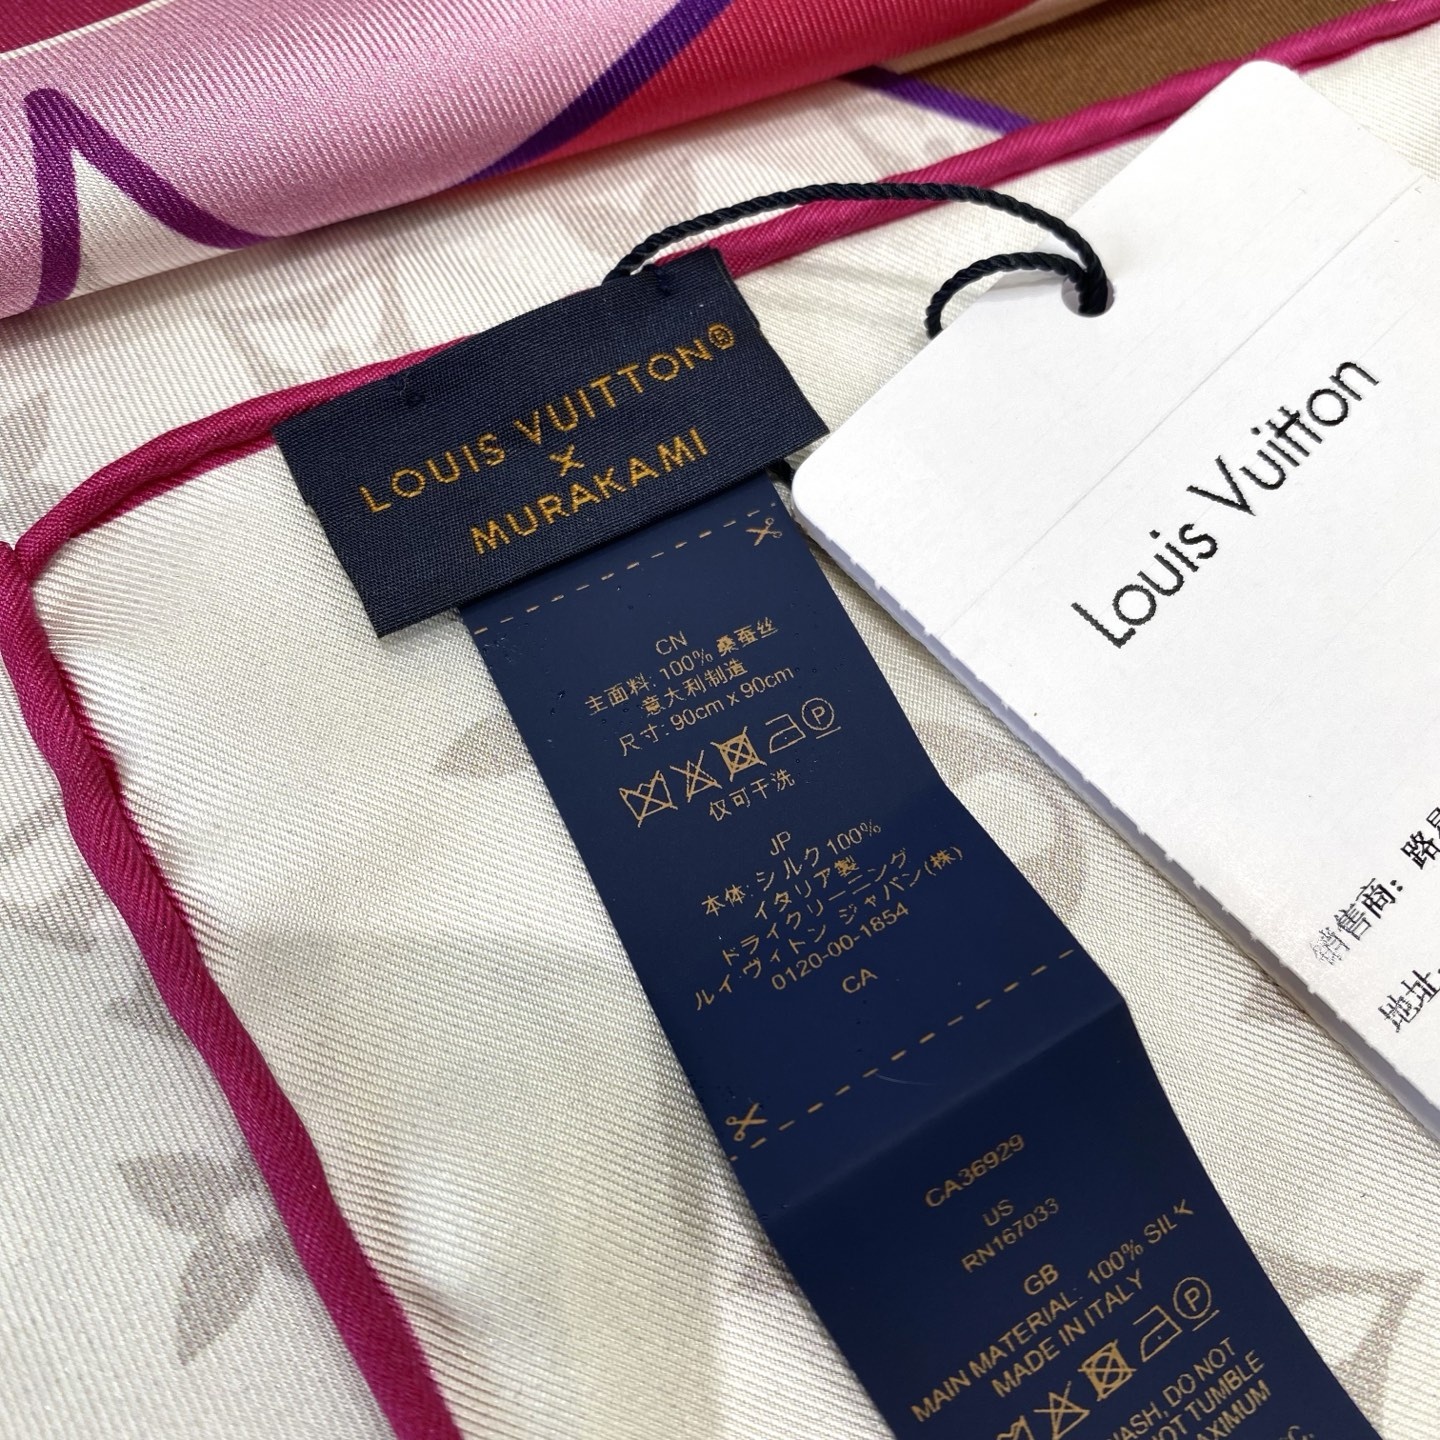 LOUIS VUITTON®
×
MURAKAMI
CN
主面料: 100% 桑蚕丝
意大利制造
尺寸: 90cm x 90cm
P
仅可干洗
JP
本体: シルク100%
イタリア製
ドライクリーニング
ルイ・ヴィトン ジャパン(株)
0120-00-1854
CA
CA36929
US
RN167033
GB
MAIN MATERIAL: 100% SILK
MADE IN ITALY
P
WASH, DO NOT
NOT TUMBLE
Louis Vuitton
销售商: 路易
地址: